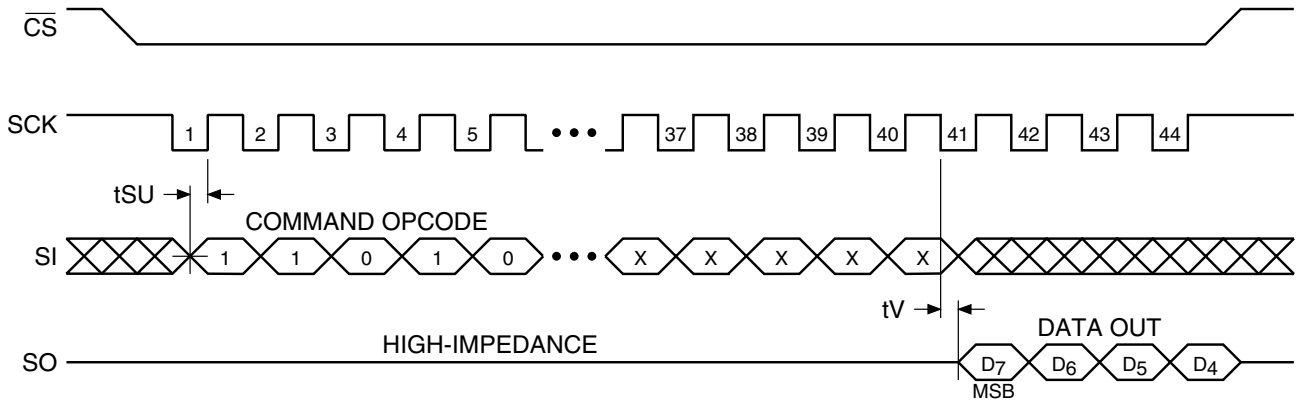 CS
SCK 1 2 3 4 5 ••• 37 38 39 40 41 42 43 44
tSU
COMMAND OPCODE
SI 1 1 0 1 0 ••• X X X X X
tV
HIGH-IMPEDANCE
DATA OUT
SO D7 D6 D5 D4
MSB